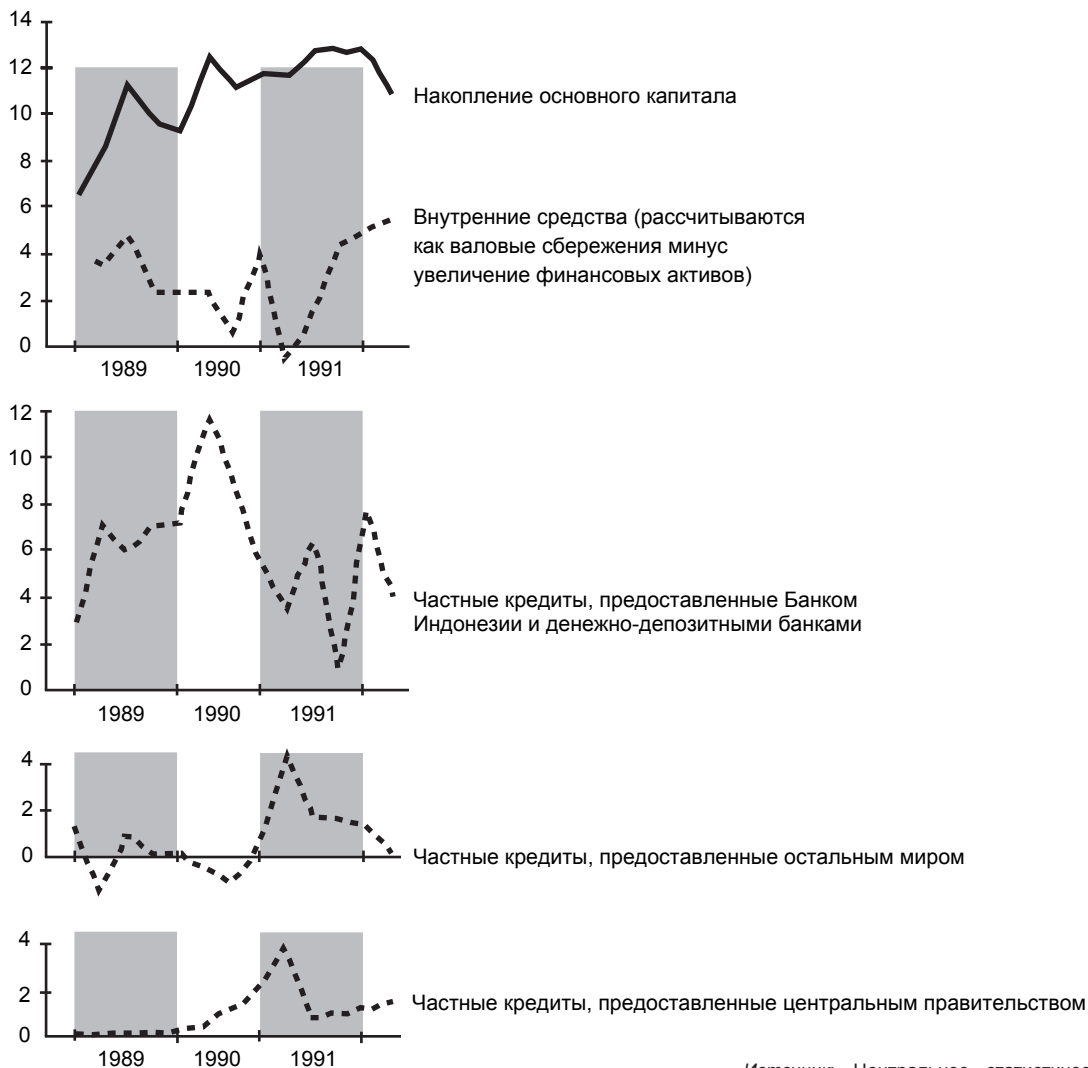 14
12
10
8
6
4
2
0
Накопление основного капитала
Внутренние средства (рассчитываются
как валовые сбережения минус
увеличение финансовых активов)
1989 1990 1991
12
10
8
6
4
2
0
Частные кредиты, предоставленные Банком
Индонезии и денежно-депозитными банками
1989 1990 1991
4
2
0
Частные кредиты, предоставленные остальным миром
4
2
0
Частные кредиты, предоставленные центральным правительством
1989 1990 1991